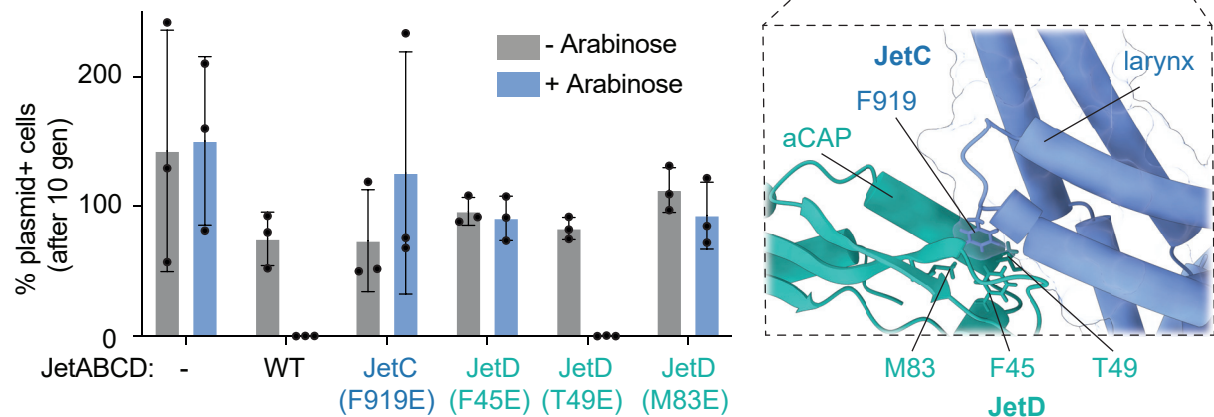 % plasmid+ cells
(after 10 gen)
200
100
0
- Arabinose
+ Arabinose
JetABCD:
-
WT
JetC
(F919E)
JetD
(F45E)
JetD
(T49E)
JetD
(M83E)
JetC
larynx
F919
aCAP
M83
F45
T49
JetD